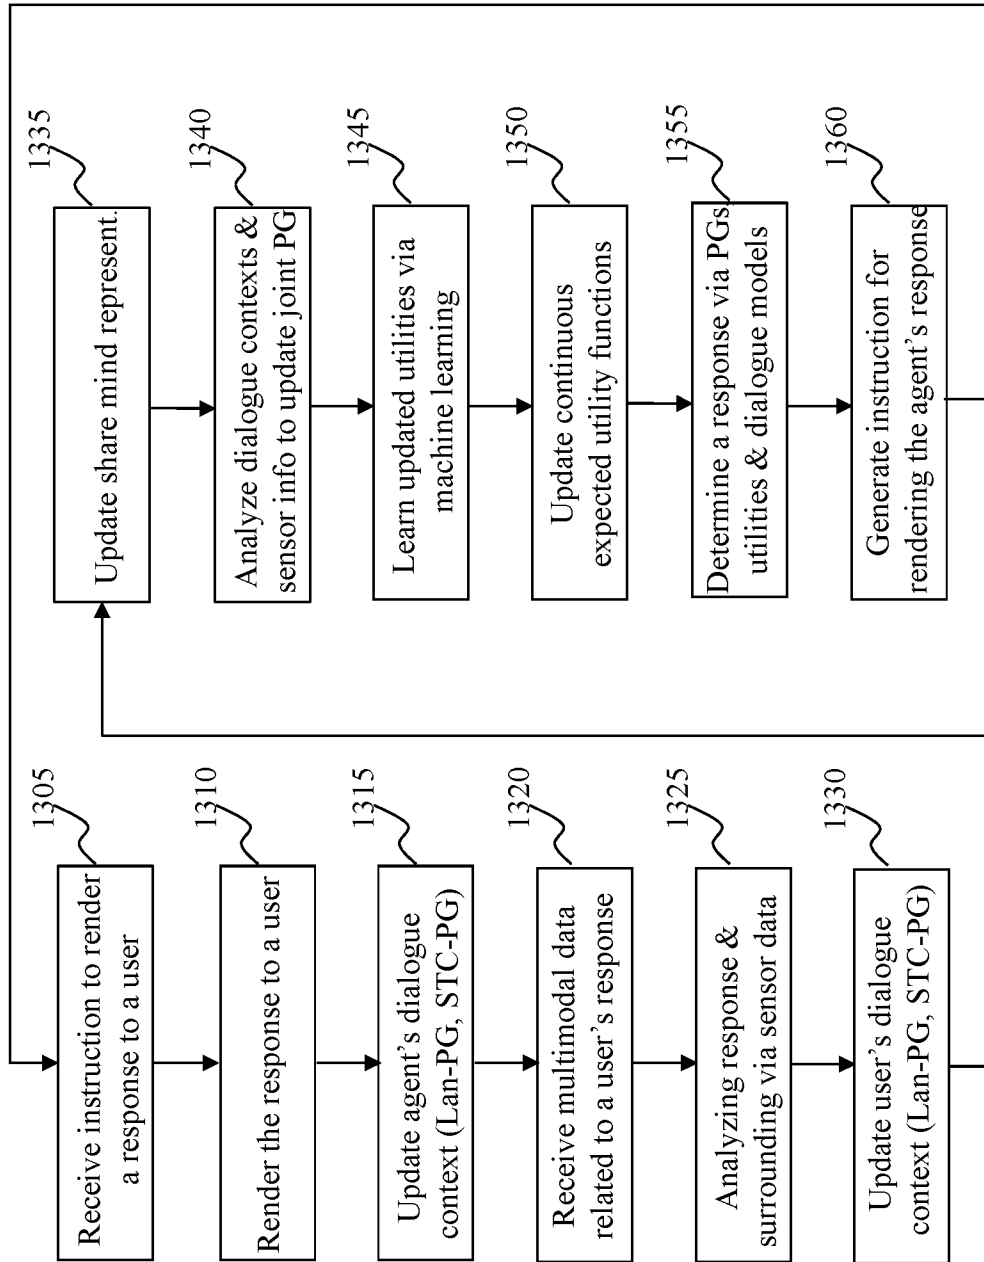 1305
Receive instruction to render
a response to a user
1310
Render the response to a user
1315
Update agent's dialogue
context (Lan-PG, STC-PG)
1320
Receive multimodal data
related to a user's response
1325
Analyzing response &
surrounding via sensor data
1330
Update user's dialogue
context (Lan-PG, STC-PG)
1335
Update share mind represent.
1340
Analyze dialogue contexts &
sensor info to update joint PG
1345
Learn updated utilities via
machine learning
1350
Update continuous
expected utility functions
1355
Determine a response via PGs,
utilities & dialogue models
1360
Generate instruction for
rendering the agent's response